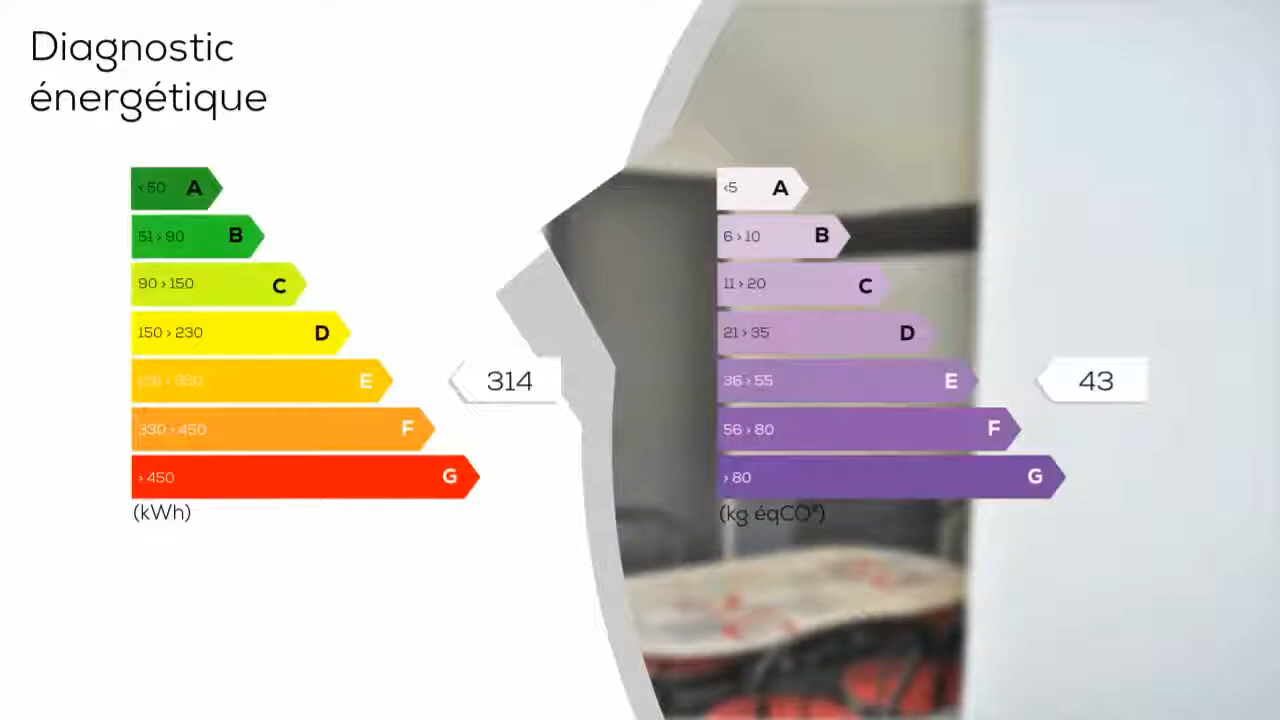 Diagnostic
énergétique
< 50 A
51 > 90 B
90 > 150 C
150 > 230 D
E
330 > 450 F
> 450 G
(kWh)
314
<5 A
6 > 10 B
11 > 20 C
21 > 35 D
36 > 55 E
56 > 80 F
> 80 G
(kg éqCO²)
43